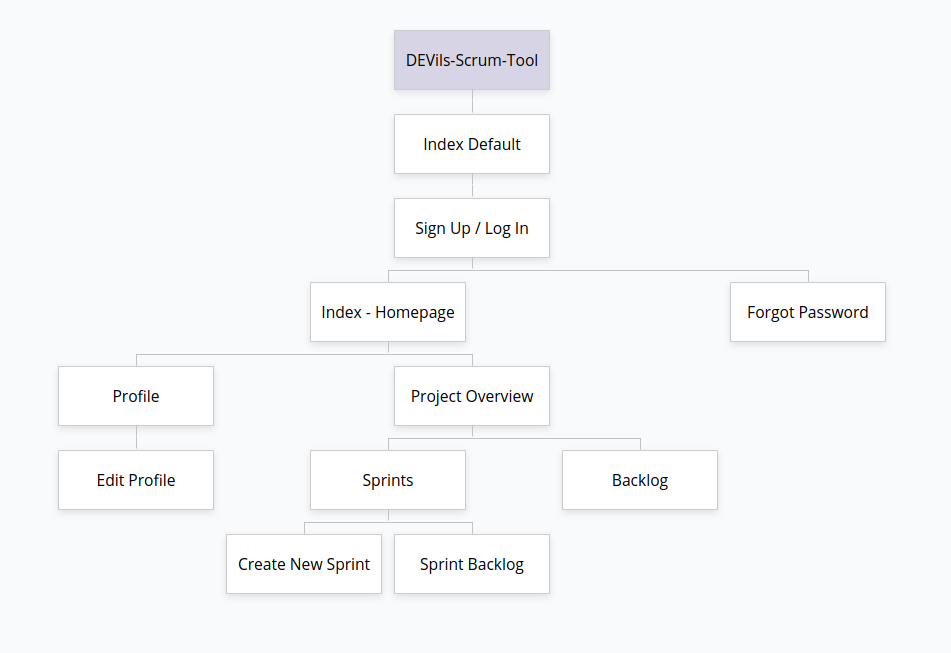 DEVils-Scrum-Tool
Index Default
Sign Up / Log In
Index - Homepage
Forgot Password
Profile
Project Overview
Edit Profile
Sprints
Backlog
Create New Sprint
Sprint Backlog